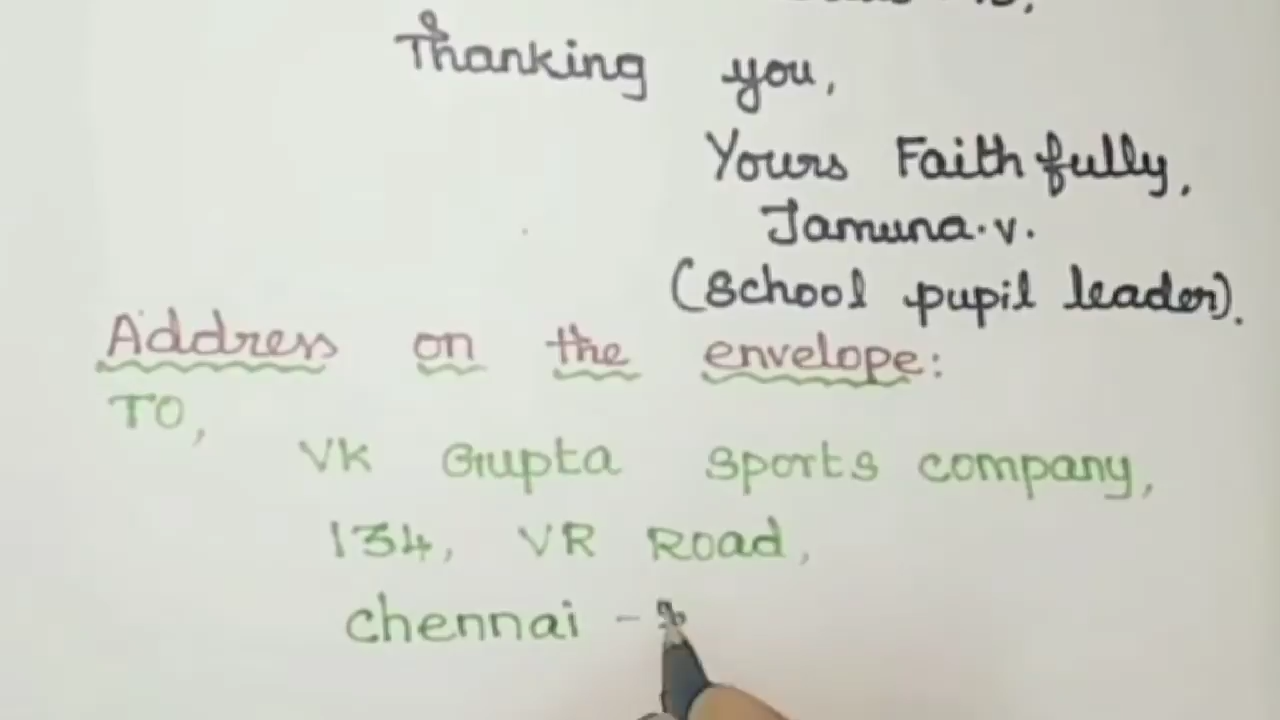 Thanking you,
Yours Faithfully,
Jamuna.v.
(School pupil leader).
Address on the envelope:
TO,
VK Gupta sports company,
134, VR Road,
chennai -